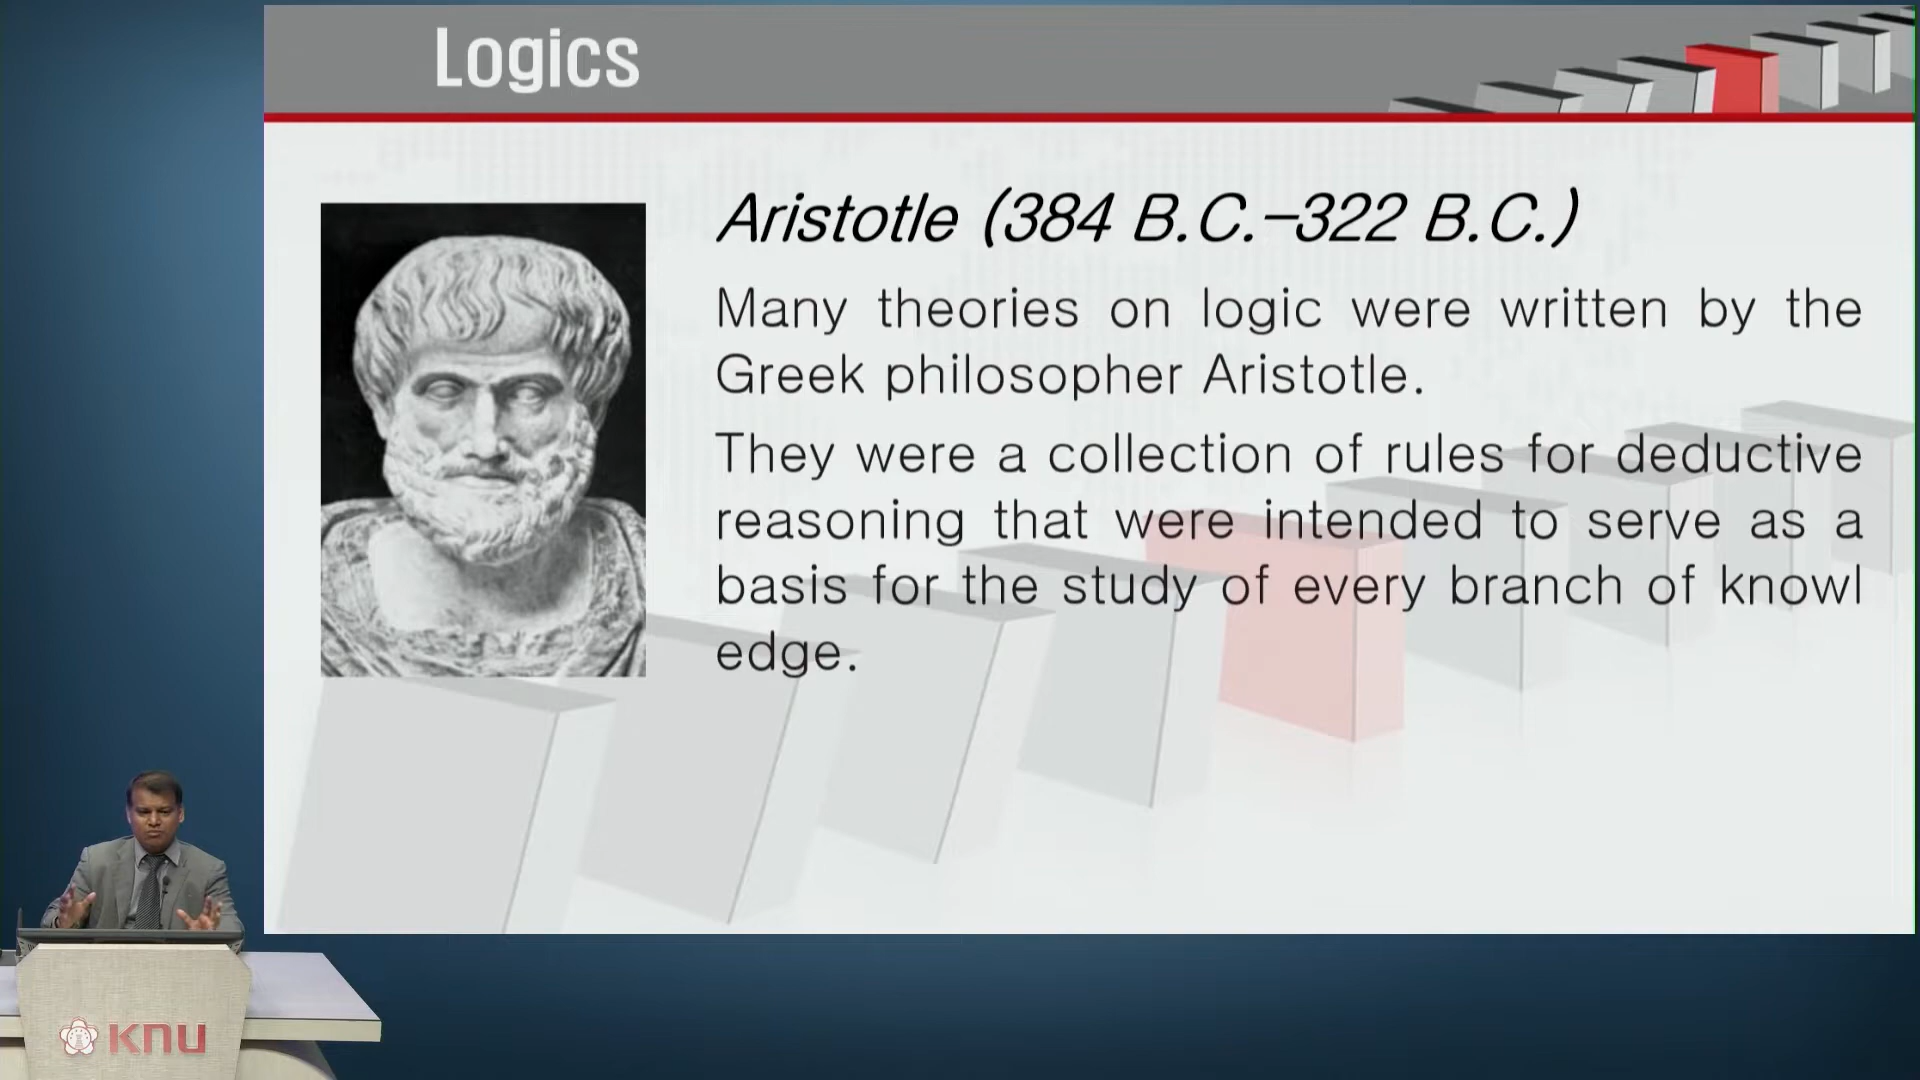 Logics
Aristotle (384 B.C.-322 B.C.)
Many theories on logic were written by the
Greek philosopher Aristotle.
They were a collection of rules for deductive
reasoning that were intended to serve as a
basis for the study of every branch of knowl
edge.
KNU